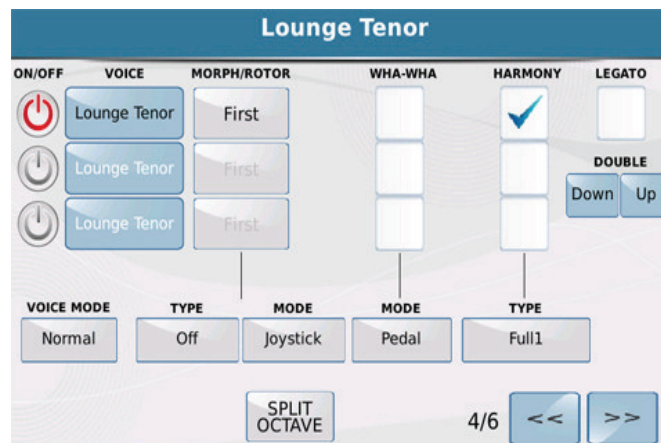 Lounge Tenor
ON/OFF VOICE MORPH/ROTOR WHA-WHA HARMONY LEGATO
Lounge Tenor First
Lounge Tenor First
DOUBLE
Down Up
Lounge Tenor First
VOICE MODE TYPE MODE MODE TYPE
Normal Off Joystick Pedal Full1
SPLIT
OCTAVE
4/6 << >>